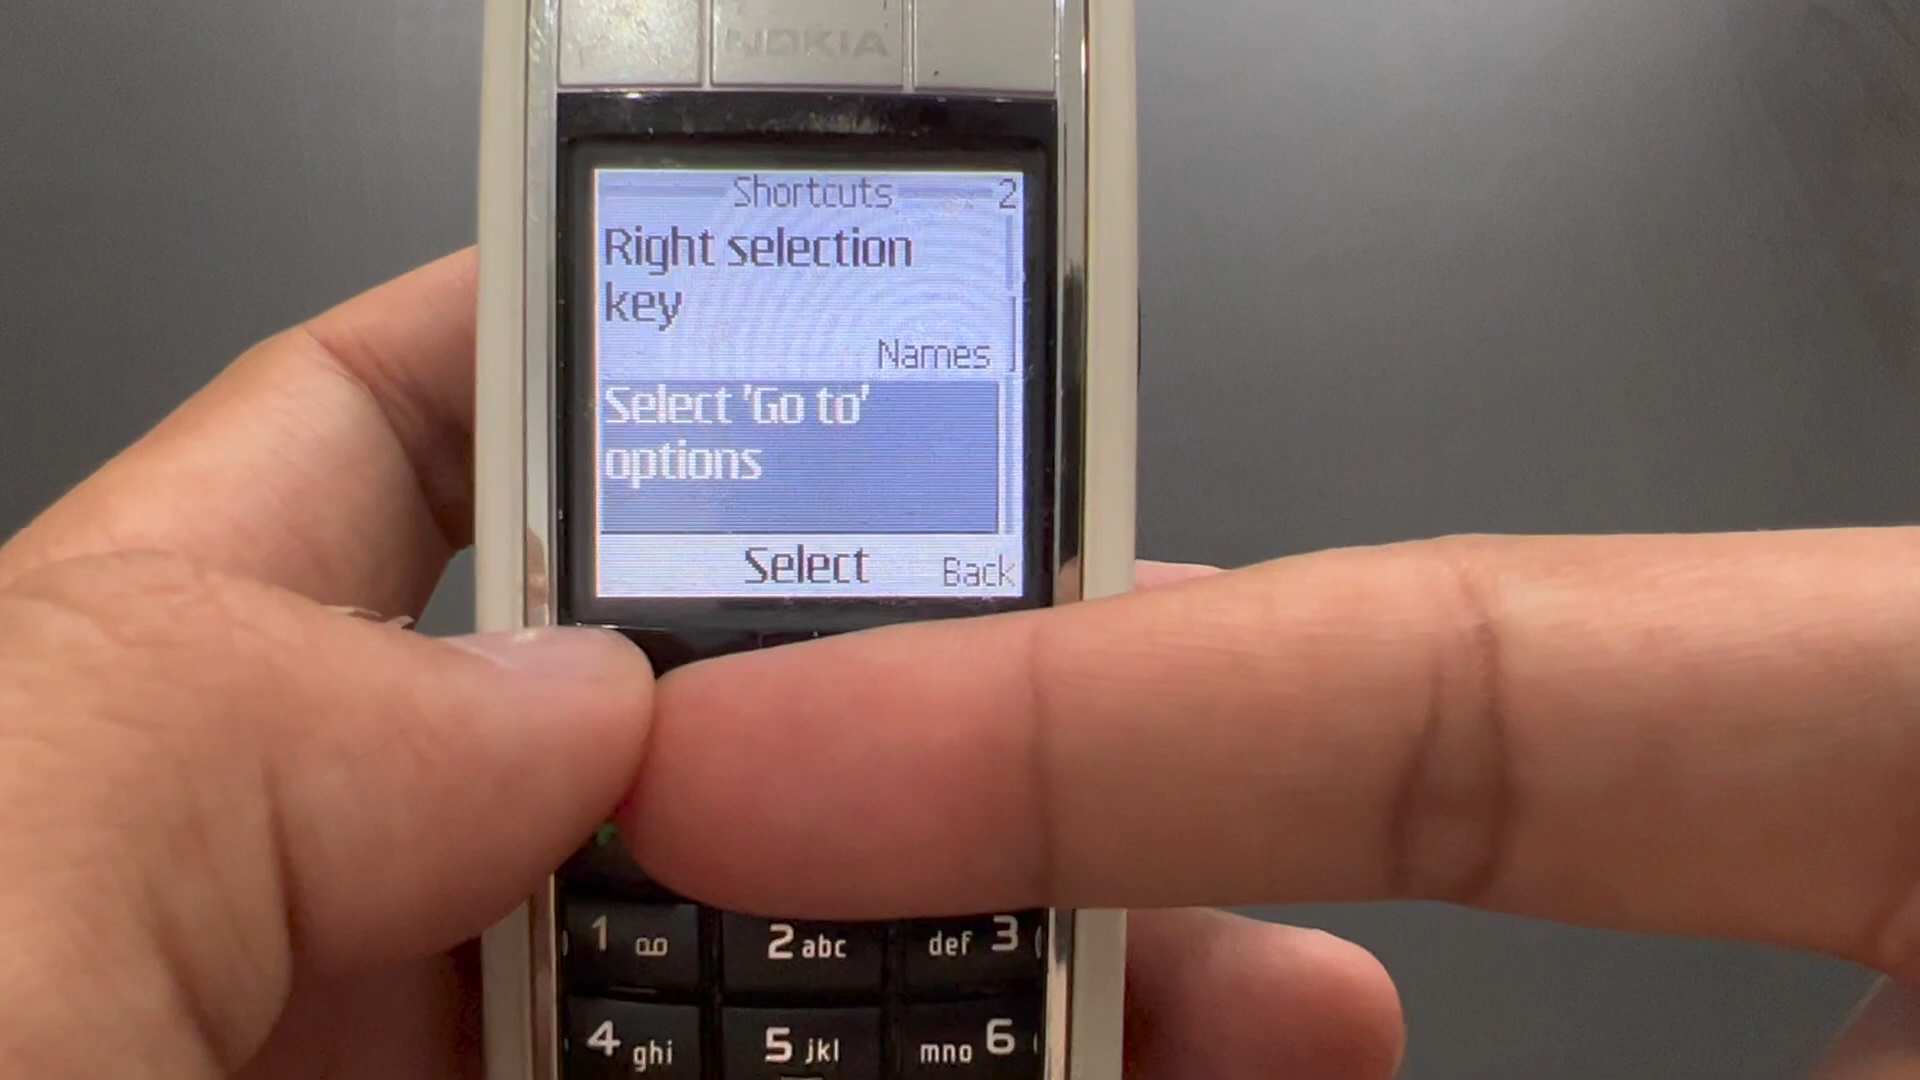 NOKIA
Shortcuts 2
Right selection
key
Names
Select 'Go to'
options
Select Back
1 2 abc def 3
4 ghi 5 jkl mno 6